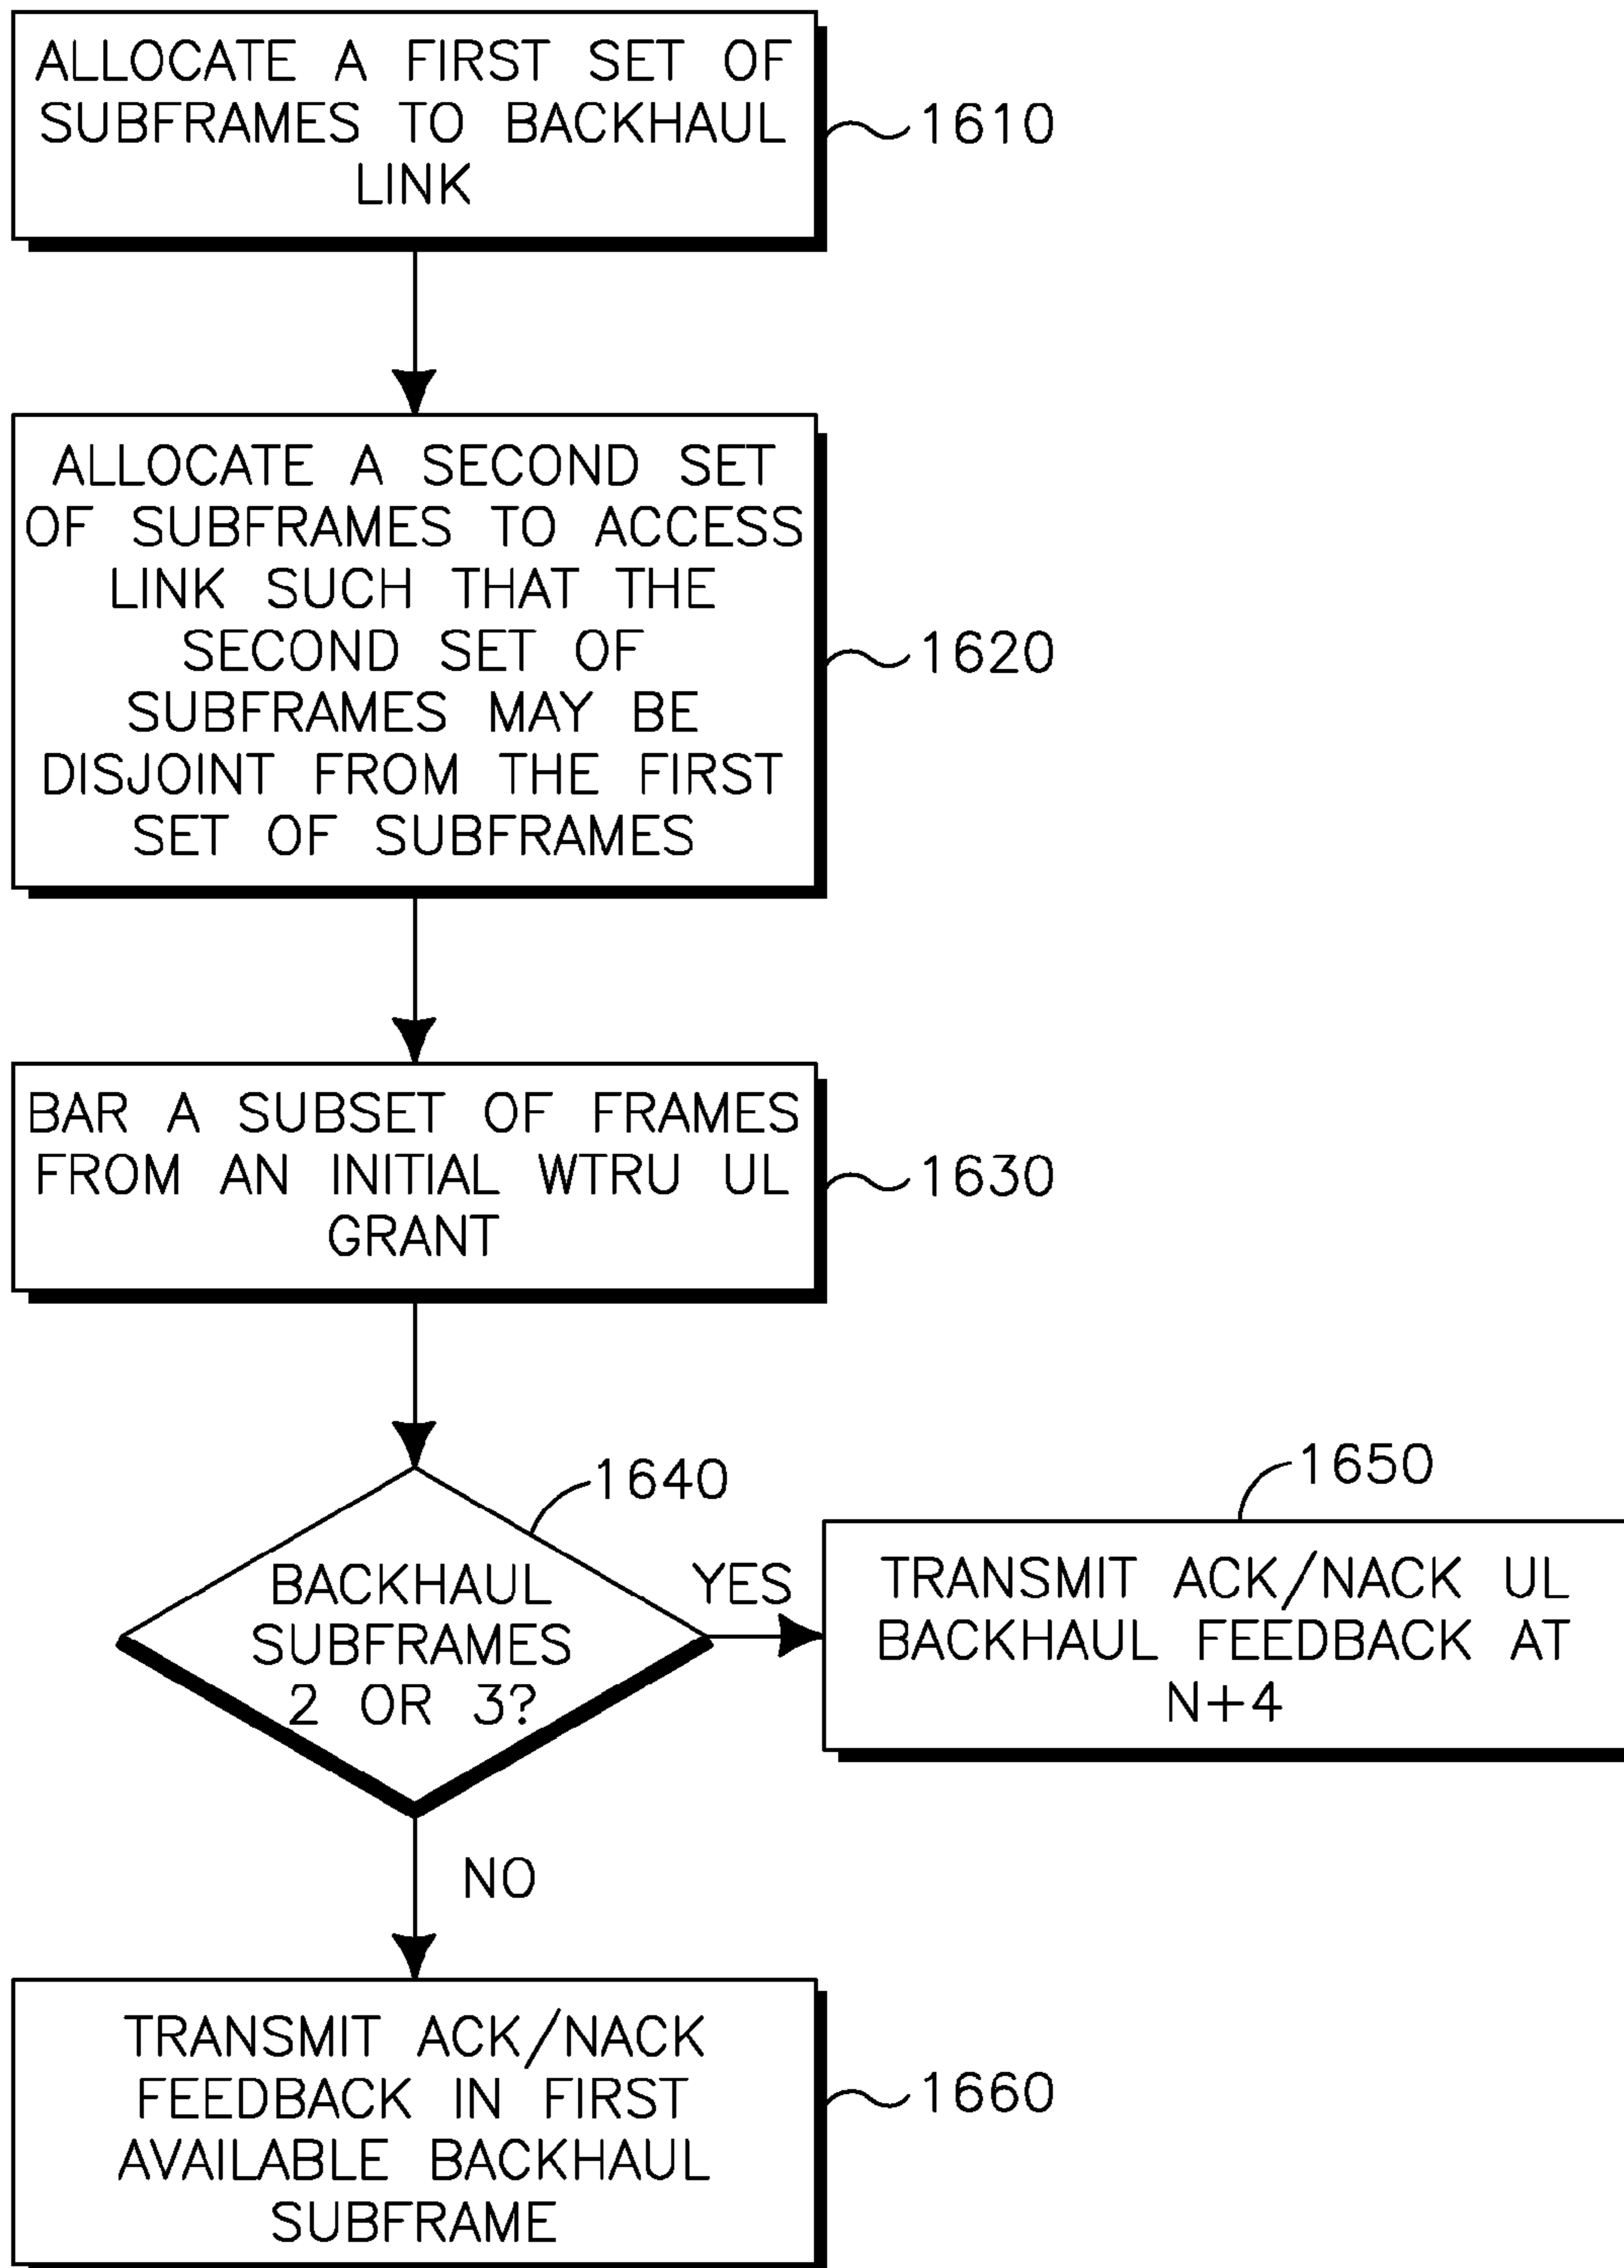 ALLOCATE A FIRST SET OF
SUBFRAMES TO BACKHAUL
LINK
1610
ALLOCATE A SECOND SET
OF SUBFRAMES TO ACCESS
LINK SUCH THAT THE
SECOND SET OF
SUBFRAMES MAY BE
DISJOINT FROM THE FIRST
SET OF SUBFRAMES
1620
BAR A SUBSET OF FRAMES
FROM AN INITIAL WTRU UL
GRANT
1630
1640
BACKHAUL
SUBFRAMES
2 OR 3?
YES
1650
TRANSMIT ACK/NACK UL
BACKHAUL FEEDBACK AT
N+4
NO
TRANSMIT ACK/NACK
FEEDBACK IN FIRST
AVAILABLE BACKHAUL
SUBFRAME
1660